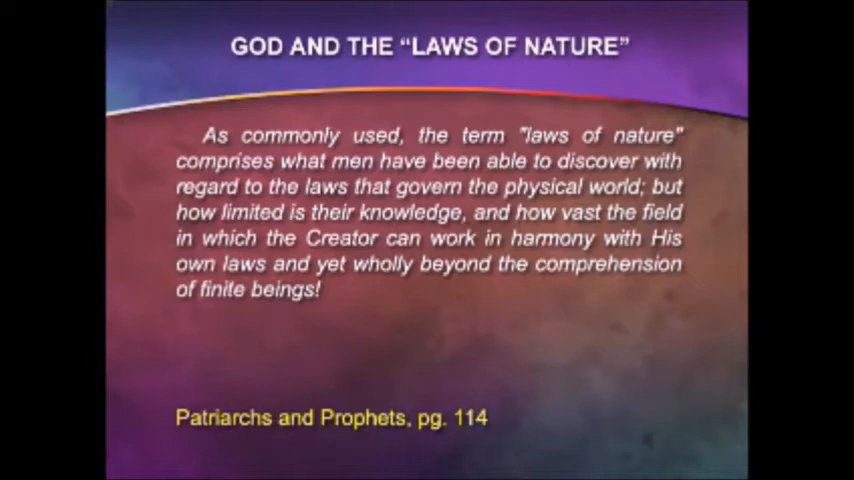 GOD AND THE “LAWS OF NATURE”
As commonly used, the term "laws of nature"
comprises what men have been able to discover with
regard to the laws that govern the physical world; but
how limited is their knowledge, and how vast the field
in which the Creator can work in harmony with His
own laws and yet wholly beyond the comprehension
of finite beings!
Patriarchs and Prophets, pg. 114